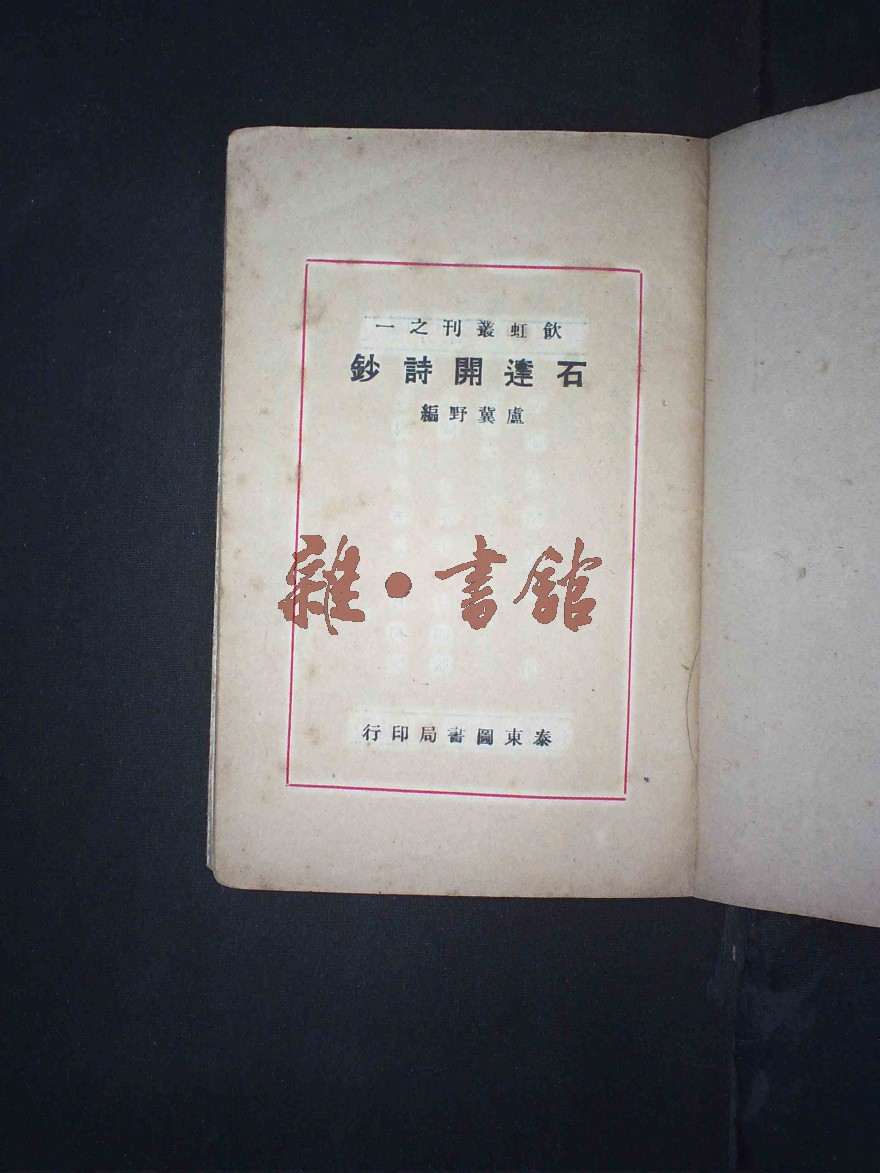 飲虹叢刊之一
石達開詩鈔
盧冀野編
雜·書館
泰東圖書局印行